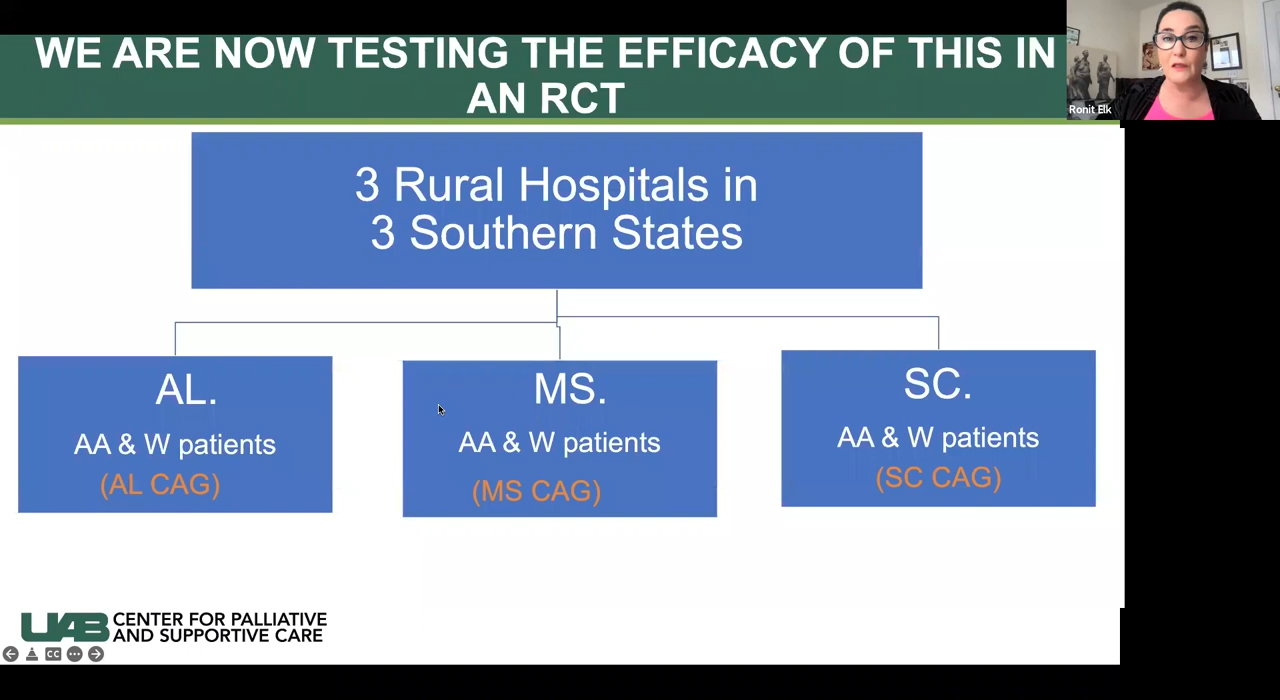 WE ARE NOW TESTING THE EFFICACY OF THIS IN
AN RCT
Ronit Elk
3 Rural Hospitals in
3 Southern States
AL.
AA & W patients
(AL CAG)
MS.
AA & W patients
(MS CAG)
SC.
AA & W patients
(SC CAG)
UAB CENTER FOR PALLIATIVE
AND SUPPORTIVE CARE
CC